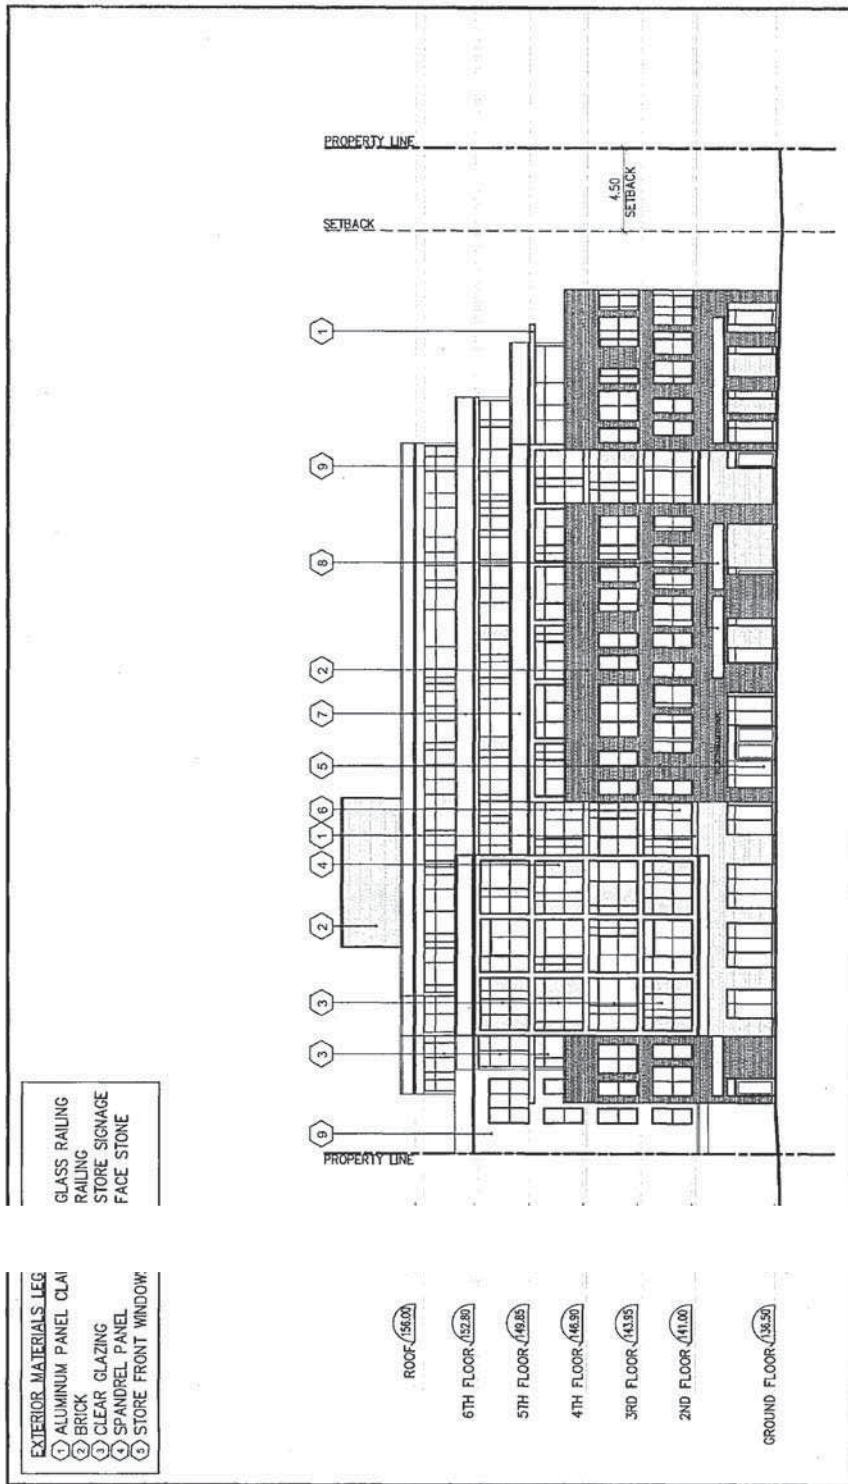 EXTERIOR MATERIALS LEG
1 ALUMINUM PANEL CLA
2 BRICK
3 CLEAR GLAZING
4 SPANDREL PANEL
5 STORE FRONT WINDOW
GLASS RAILING
RAILING
STORE SIGNAGE
FACE STONE
ROOF 156.00
6TH FLOOR 152.80
5TH FLOOR 149.85
4TH FLOOR 146.90
3RD FLOOR 143.95
2ND FLOOR 141.00
GROUND FLOOR 136.50
PROPERTY LINE
9
3
3
2
4
1
6
5
7
2
8
9
1
SETBACK
4.50
SETBACK
PROPERTY LINE